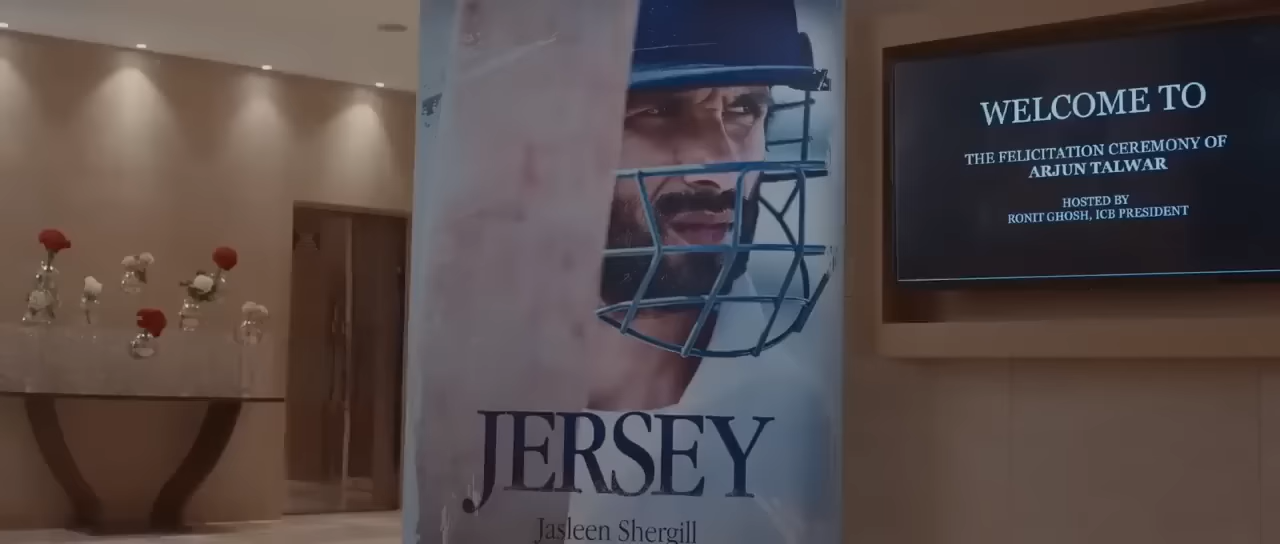 JERSEY
Jasleen Shergill
WELCOME TO
THE FELICITATION CEREMONY OF
ARJUN TALWAR
HOSTED BY
RONIT GHOSH, ICB PRESIDENT